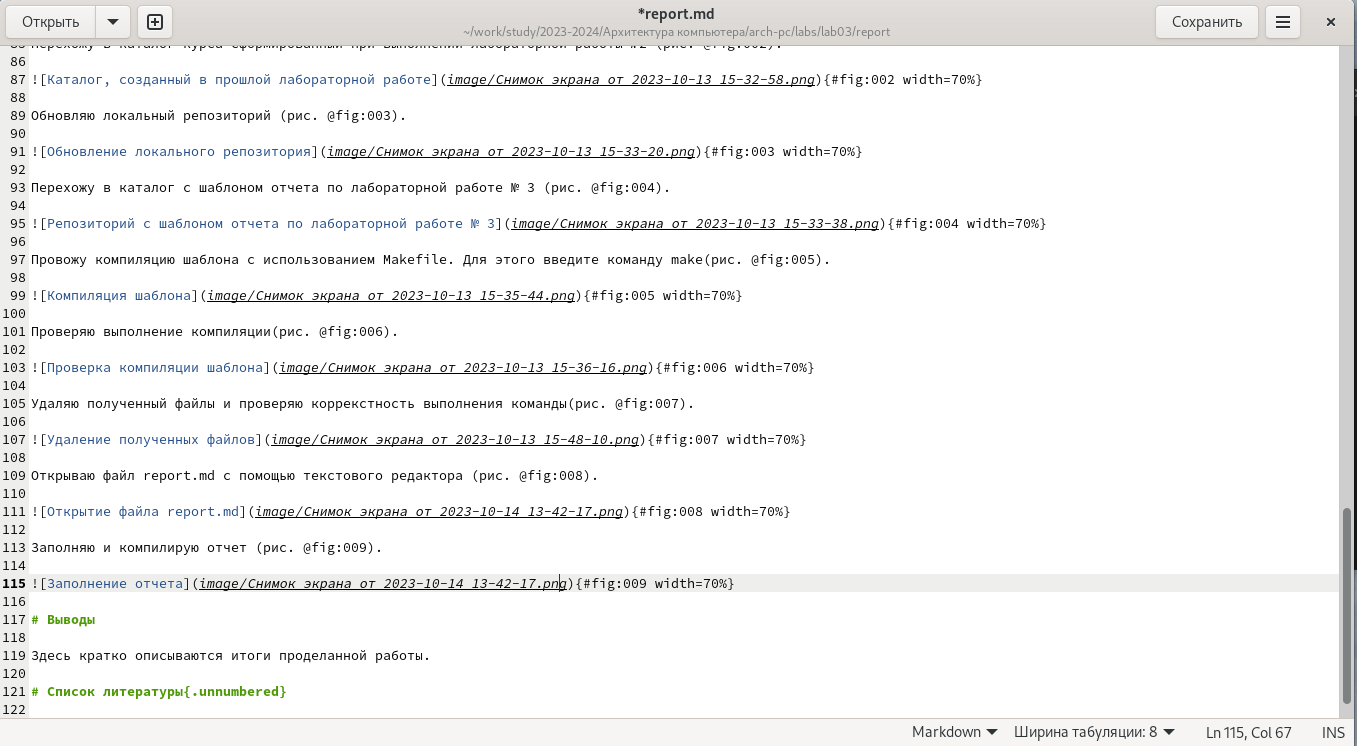 Открыть
*report.md
~/work/study/2023-2024/Архитектура компьютера/arch-pc/labs/lab03/report
Сохранить
86
87 ![Каталог, созданный в прошлой лабораторной работе](image/Снимок экрана от 2023-10-13 15-32-58.png){#fig:002 width=70%}
88
89 Обновляю локальный репозиторий (рис. @fig:003).
90
91 ![Обновление локального репозитория](image/Снимок экрана от 2023-10-13 15-33-20.png){#fig:003 width=70%}
92
93 Перехожу в каталог с шаблоном отчета по лабораторной работе № 3 (рис. @fig:004).
94
95 ![Репозиторий с шаблоном отчета по лабораторной работе № 3](image/Снимок экрана от 2023-10-13 15-33-38.png){#fig:004 width=70%}
96
97 Провожу компиляцию шаблона с использованием Makefile. Для этого введите команду make(рис. @fig:005).
98
99 ![Компиляция шаблона](image/Снимок экрана от 2023-10-13 15-35-44.png){#fig:005 width=70%}
100
101 Проверяю выполнение компиляции(рис. @fig:006).
102
103 ![Проверка компиляции шаблона](image/Снимок экрана от 2023-10-13 15-36-16.png){#fig:006 width=70%}
104
105 Удаляю полученный файлы и проверяю коррекстность выполнения команды(рис. @fig:007).
106
107 ![Удаление полученных файлов](image/Снимок экрана от 2023-10-13 15-48-10.png){#fig:007 width=70%}
108
109 Открываю файл report.md с помощью текстового редактора (рис. @fig:008).
110
111 ![Открытие файла report.md](image/Снимок экрана от 2023-10-14 13-42-17.png){#fig:008 width=70%}
112
113 Заполняю и компилирую отчет (рис. @fig:009).
114
115 ![Заполнение отчета](image/Снимок экрана от 2023-10-14 13-42-17.png){#fig:009 width=70%}
116
117 # Выводы
118
119 Здесь кратко описываются итоги проделанной работы.
120
121 # Список литературы{.unnumbered}
122
Markdown Ширина табуляции: 8 Ln 115, Col 67 INS